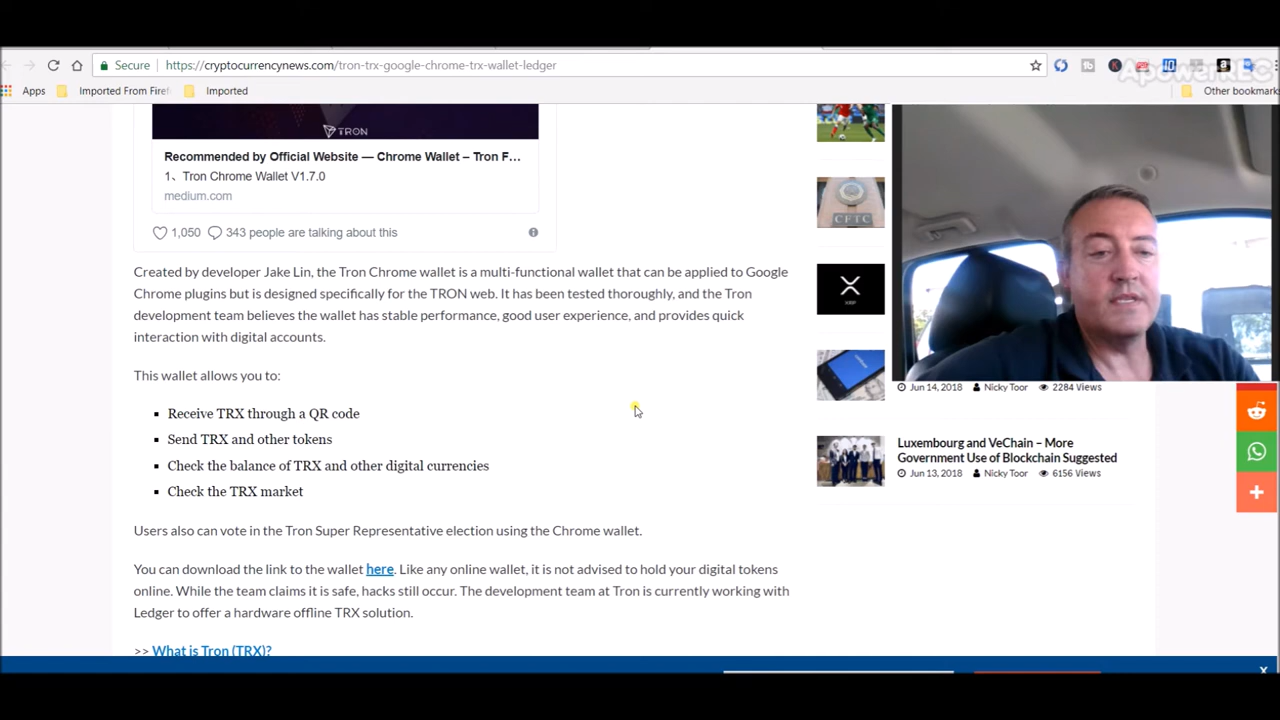 ApowerREC
Secure
https://cryptocurrencynews.com/tron-trx-google-chrome-trx-wallet-ledger
Apps
Imported From Firef
Imported
Other bookmark
TRON
Recommended by Official Website — Chrome Wallet – Tron F...
1、Tron Chrome Wallet V1.7.0
medium.com
1,050
343 people are talking about this
Created by developer Jake Lin, the Tron Chrome wallet is a multi-functional wallet that can be applied to Google
Chrome plugins but is designed specifically for the TRON web. It has been tested thoroughly, and the Tron
development team believes the wallet has stable performance, good user experience, and provides quick
interaction with digital accounts.
This wallet allows you to:
Receive TRX through a QR code
Send TRX and other tokens
Check the balance of TRX and other digital currencies
Check the TRX market
Users also can vote in the Tron Super Representative election using the Chrome wallet.
You can download the link to the wallet here. Like any online wallet, it is not advised to hold your digital tokens
online. While the team claims it is safe, hacks still occur. The development team at Tron is currently working with
Ledger to offer a hardware offline TRX solution.
>> What is Tron (TRX)?
CFTC
XRP
Jun 14, 2018 Nicky Toor 2284 Views
Luxembourg and VeChain – More
Government Use of Blockchain Suggested
Jun 13, 2018 Nicky Toor 6156 Views
X